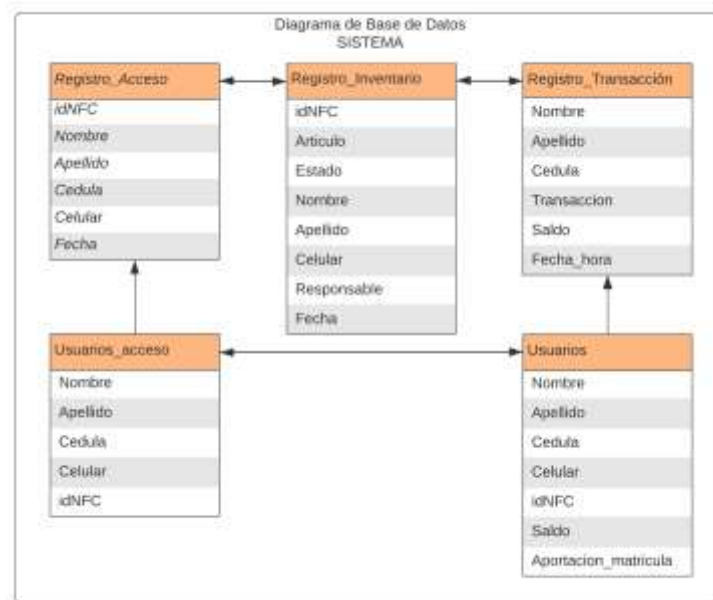 Diagrama de Base de Datos
SISTEMA
Registro_Acceso
idNFC
Nombre
Apellido
Cedula
Celular
Fecha
Registro_Inventario
idNFC
Articulo
Estado
Nombre
Apellido
Celular
Responsable
Fecha
Registro_Transacción
Nombre
Apellido
Cedula
Transaccion
Saldo
Fecha_hora
Usuarios_acceso
Nombre
Apellido
Cedula
Celular
idNFC
Usuarios
Nombre
Apellido
Cedula
Celular
idNFC
Saldo
Aportacion_matricula